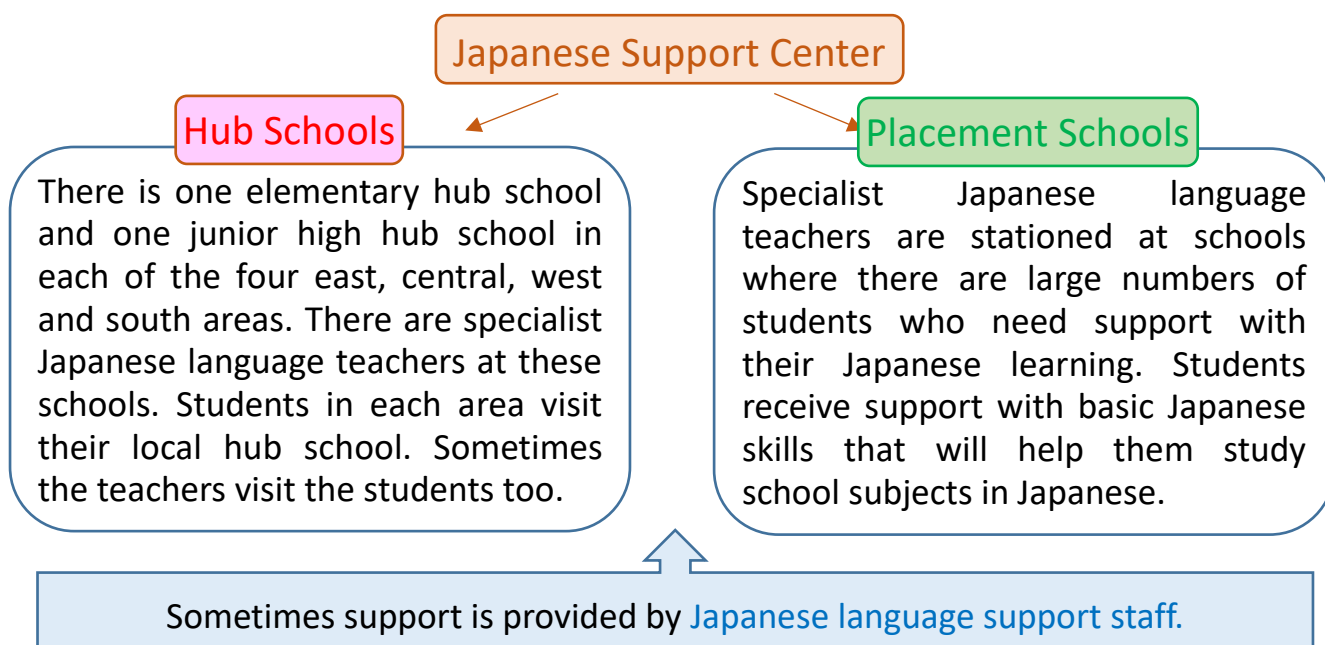 Japanese Support Center
Hub Schools
There is one elementary hub school
and one junior high hub school in
each of the four east, central, west
and south areas. There are specialist
Japanese language teachers at these
schools. Students in each area visit
their local hub school. Sometimes
the teachers visit the students too.
Placement Schools
Specialist Japanese language
teachers are stationed at schools
where there are large numbers of
students who need support with
their Japanese learning. Students
receive support with basic Japanese
skills that will help them study
school subjects in Japanese.
Sometimes support is provided by Japanese language support staff.